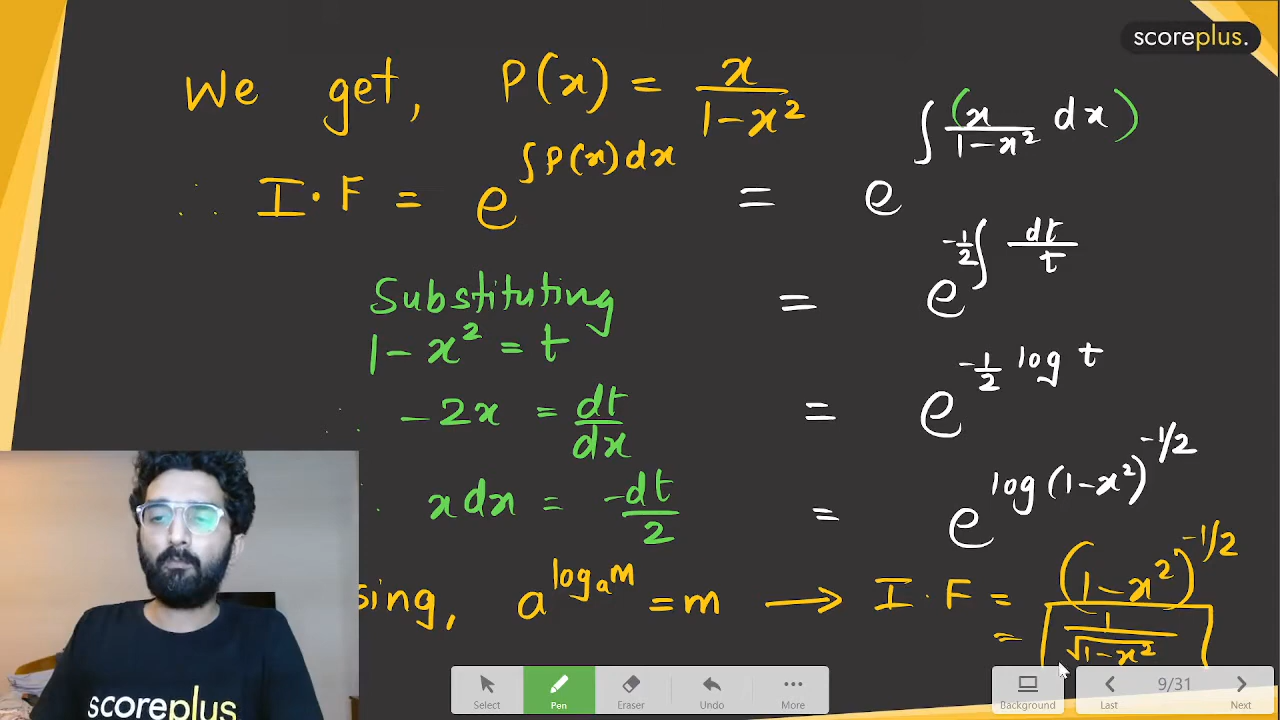 scoreplus.
We get, P(x) = x/(1-x²)
∴ I.F = e^(∫P(x)dx) = e^(∫(x/(1-x²) dx))
Substituting
= e^(-1/2 ∫ dt/t)
1-x² = t
= e^(-1/2 log t)
∴ -2x = dt/dx
∴ xdx = -dt/2
= e^(log(1-x²)^(-1/2))
sing, a^(log_a m) = m → I.F = (1-x²)^(-1/2)
= 1/√(1-x²)
scoreplus
Select Pen Eraser Undo More
Background Last 9/31 Next